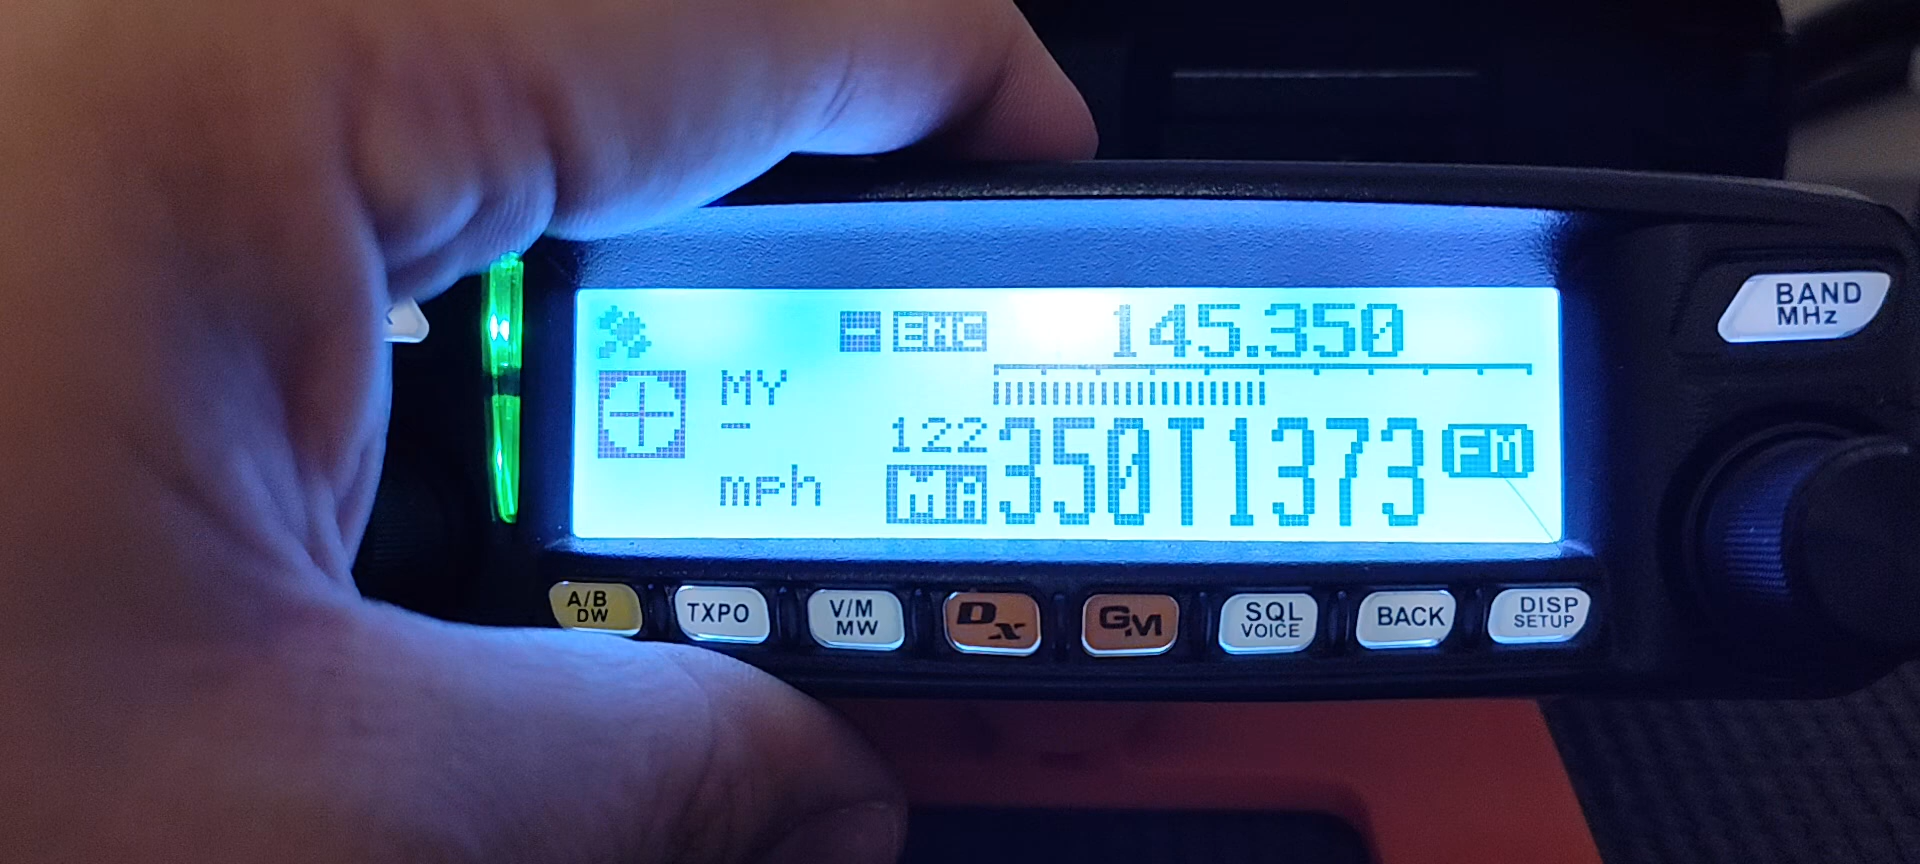 ENC 145.350
MY
-
122
mph
MA 350T1373 FM
BAND
MHz
A/B
DW
TXPO
V/M
MW
DX
GM
SQL
VOICE
BACK
DISP
SETUP